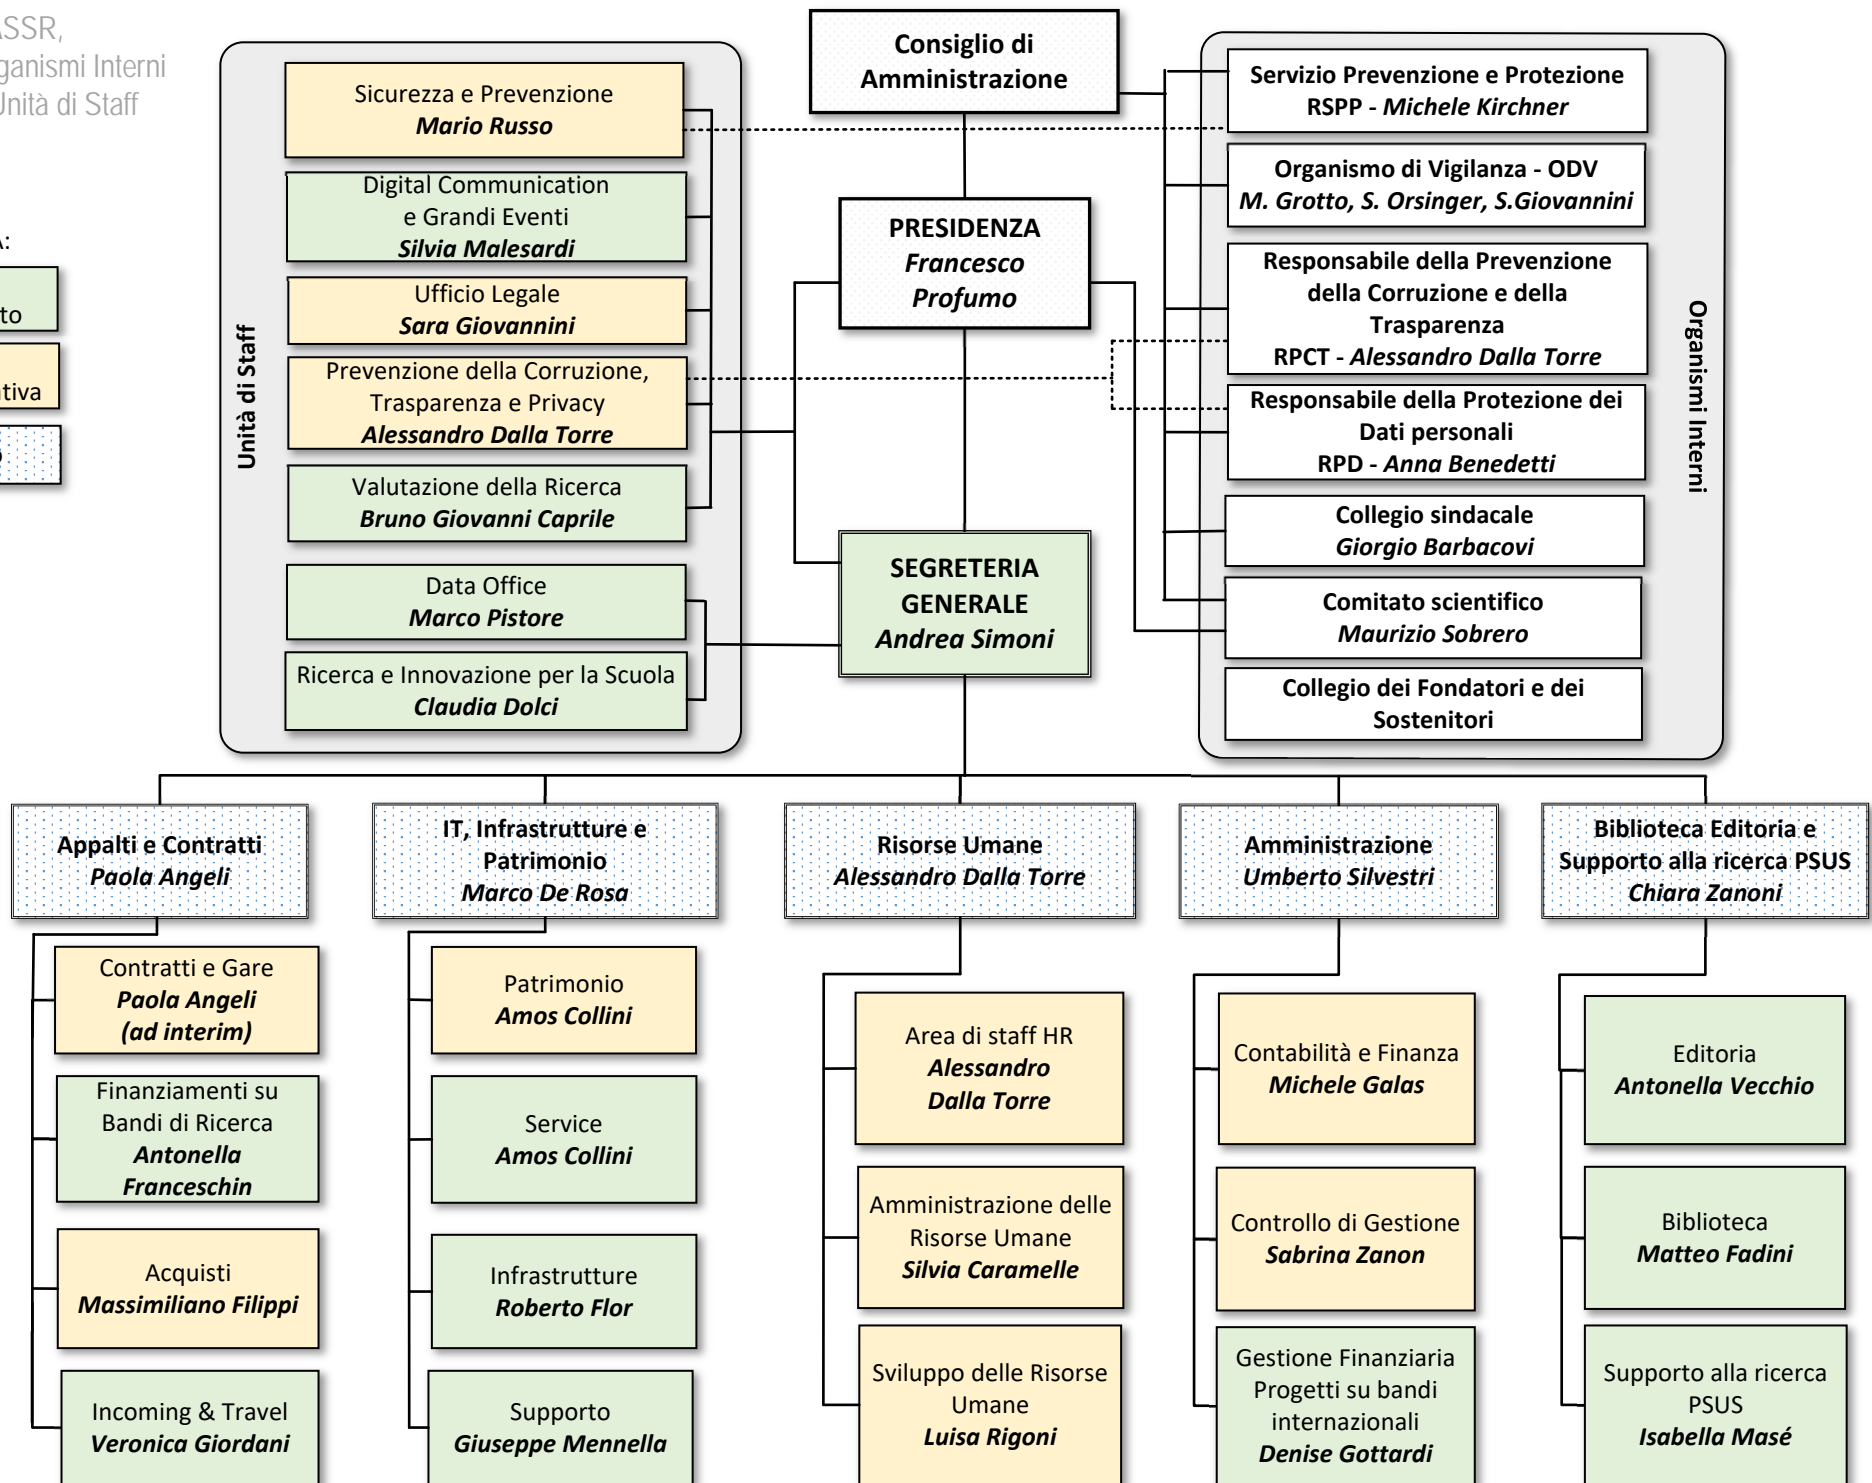 ASSR,
ganismi Interni
Unità di Staff
A:
to
tiva
Unità di Staff
Sicurezza e Prevenzione
Mario Russo
Digital Communication
e Grandi Eventi
Silvia Malesardi
Ufficio Legale
Sara Giovannini
Prevenzione della Corruzione,
Trasparenza e Privacy
Alessandro Dalla Torre
Valutazione della Ricerca
Bruno Giovanni Caprile
Data Office
Marco Pistore
Ricerca e Innovazione per la Scuola
Claudia Dolci
Consiglio di
Amministrazione
PRESIDENZA
Francesco
Profumo
SEGRETERIA
GENERALE
Andrea Simoni
Servizio Prevenzione e Protezione
RSPP - Michele Kirchner
Organismo di Vigilanza - ODV
M. Grotto, S. Orsinger, S.Giovannini
Responsabile della Prevenzione
della Corruzione e della
Trasparenza
RPCT - Alessandro Dalla Torre
Responsabile della Protezione dei
Dati personali
RPD - Anna Benedetti
Collegio sindacale
Giorgio Barbacovi
Comitato scientifico
Maurizio Sobrero
Collegio dei Fondatori e dei
Sostenitori
Organismi Interni
Appalti e Contratti
Paola Angeli
Contratti e Gare
Paola Angeli
(ad interim)
Finanziamenti su
Bandi di Ricerca
Antonella
Franceschin
Acquisti
Massimiliano Filippi
Incoming & Travel
Veronica Giordani
IT, Infrastrutture e
Patrimonio
Marco De Rosa
Patrimonio
Amos Collini
Service
Amos Collini
Infrastrutture
Roberto Flor
Supporto
Giuseppe Mennella
Risorse Umane
Alessandro Dalla Torre
Area di staff HR
Alessandro
Dalla Torre
Amministrazione delle
Risorse Umane
Silvia Caramelle
Sviluppo delle Risorse
Umane
Luisa Rigoni
Amministrazione
Umberto Silvestri
Contabilità e Finanza
Michele Galas
Controllo di Gestione
Sabrina Zanon
Gestione Finanziaria
Progetti su bandi
internazionali
Denise Gottardi
Biblioteca Editoria e
Supporto alla ricerca PSUS
Chiara Zanoni
Editoria
Antonella Vecchio
Biblioteca
Matteo Fadini
Supporto alla ricerca
PSUS
Isabella Masé